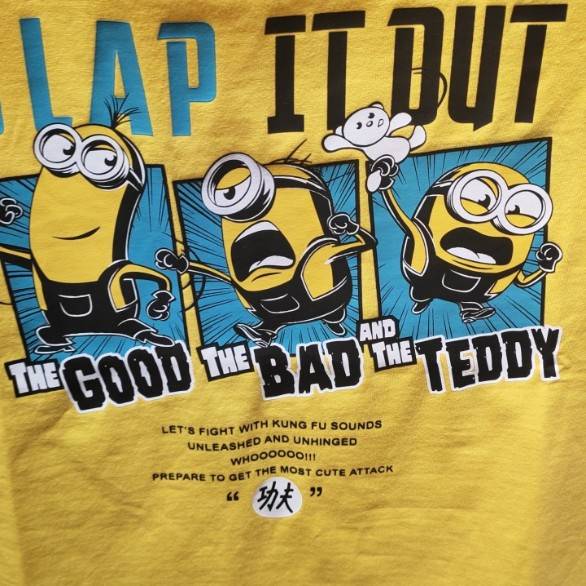 SLAP IT OUT
THE GOOD THE BAD AND THE TEDDY
LET'S FIGHT WITH KUNG FU SOUNDS
UNLEASHED AND UNHINGED
WHOOOOOO!!!
PREPARE TO GET THE MOST CUTE ATTACK
“ 功夫 ”